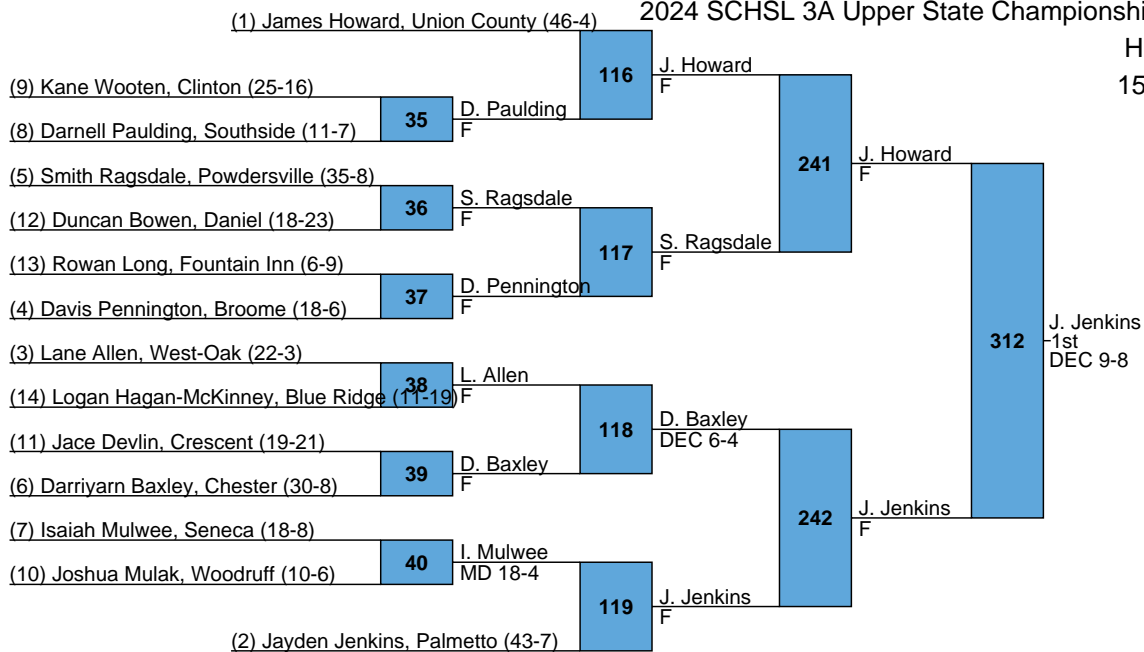 2024 SCHSL 3A Upper State Championshi
H
15
(1) James Howard, Union County (46-4)
116
J. Howard
F
(9) Kane Wooten, Clinton (25-16)
35
D. Paulding
F
(8) Darnell Paulding, Southside (11-7)
241
J. Howard
F
(5) Smith Ragsdale, Powdersville (35-8)
36
S. Ragsdale
F
(12) Duncan Bowen, Daniel (18-23)
117
S. Ragsdale
F
(13) Rowan Long, Fountain Inn (6-9)
37
D. Pennington
F
(4) Davis Pennington, Broome (18-6)
312
J. Jenkins
1st
DEC 9-8
(3) Lane Allen, West-Oak (22-3)
38
L. Allen
F
(14) Logan Hagan-McKinney, Blue Ridge (11-19)
118
D. Baxley
DEC 6-4
(11) Jace Devlin, Crescent (19-21)
39
D. Baxley
F
(6) Darriyarn Baxley, Chester (30-8)
242
J. Jenkins
F
(7) Isaiah Mulwee, Seneca (18-8)
40
I. Mulwee
MD 18-4
(10) Joshua Mulak, Woodruff (10-6)
119
J. Jenkins
F
(2) Jayden Jenkins, Palmetto (43-7)